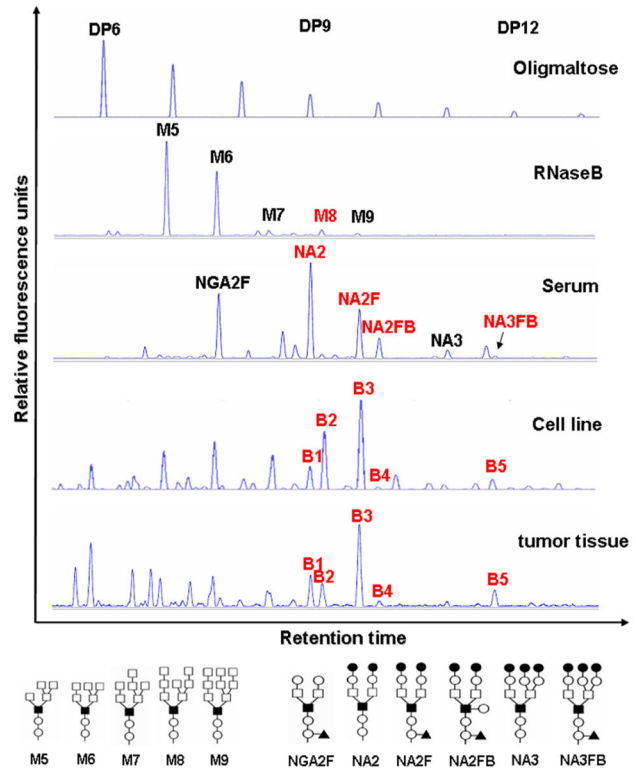 DP6 DP9 DP12
Oligmaltose
M5
M6
RNaseB
M7 M8 M9
NA2
Serum
NGA2F NA2F
NA2FB NA3 NA3FB
B3
Cell line
B2
B1
B4 B5
B3
tumor tissue
B1
B2 B4 B5
Relative fluorescence units
Retention time
M5 M6 M7 M8 M9 NGA2F NA2 NA2F NA2FB NA3 NA3FB